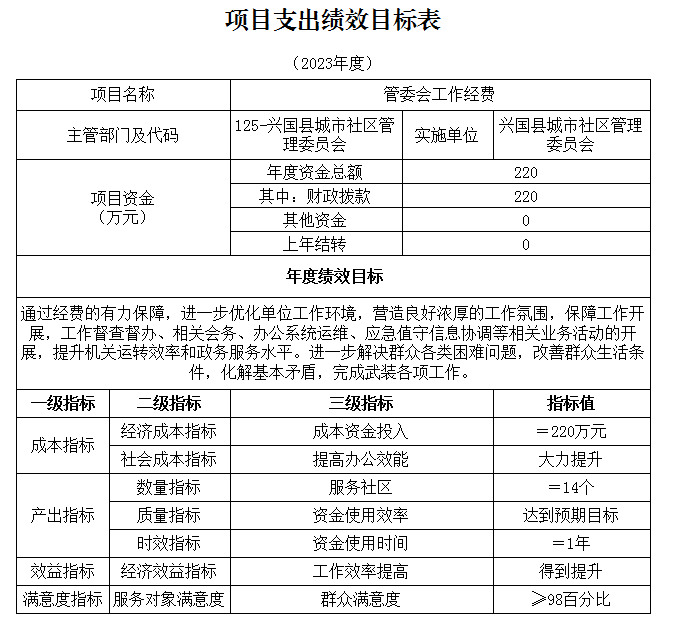 项目支出绩效目标表
（2023年度）
项目名称 管委会工作经费
主管部门及代码 125-兴国县城市社区管理委员会 实施单位 兴国县城市社区管理委员会
项目资金（万元） 年度资金总额 220
其中：财政拨款 220
其他资金 0
上年结转 0
年度绩效目标
通过经费的有力保障，进一步优化单位工作环境，营造良好浓厚的工作氛围，保障工作开
展，工作督查督办、相关会务、办公系统运维、应急值守信息协调等相关业务活动的开
展，提升机关运转效率和政务服务水平。进一步解决群众各类困难问题，改善群众生活条
件，化解基本矛盾，完成武装各项工作。
一级指标 二级指标 三级指标 指标值
成本指标 经济成本指标 成本资金投入 ＝220万元
社会成本指标 提高办公效能 大力提升
产出指标 数量指标 服务社区 ＝14个
质量指标 资金使用效率 达到预期目标
时效指标 资金使用时间 ＝1年
效益指标 经济效益指标 工作效率提高 得到提升
满意度指标 服务对象满意度 群众满意度 ≥98百分比